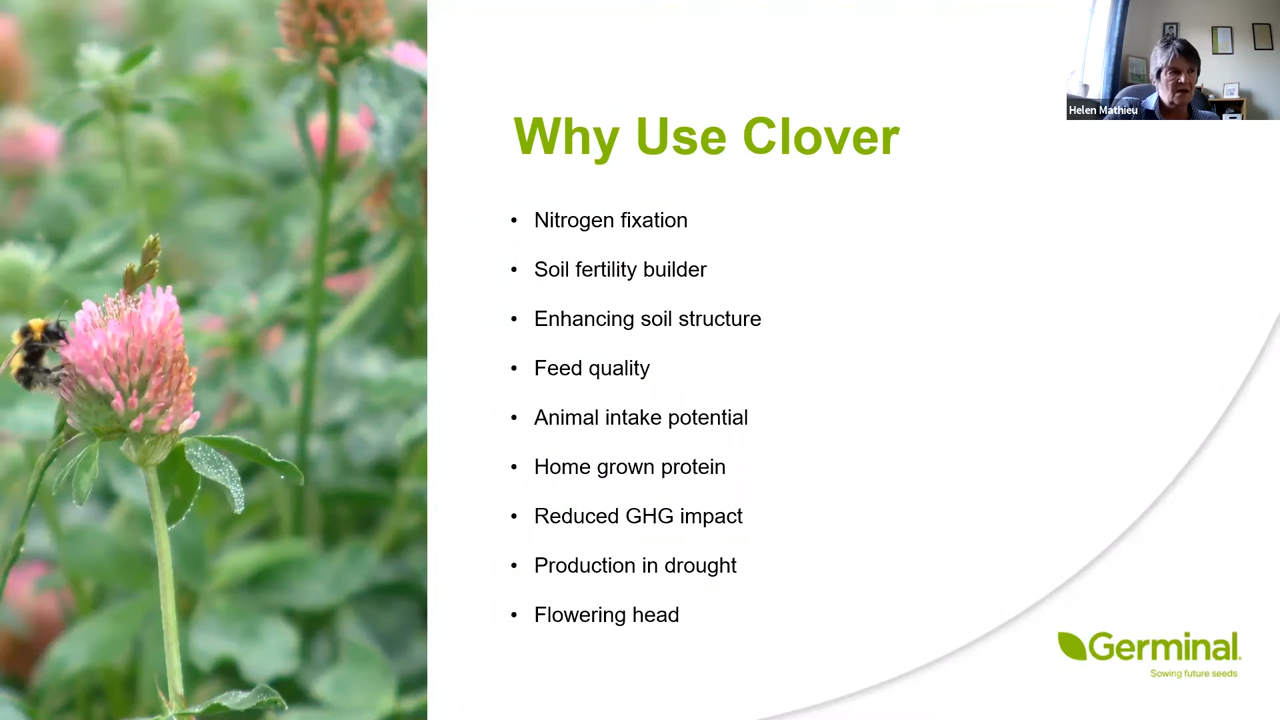 Helen Mathieu
Why Use Clover
• Nitrogen fixation
• Soil fertility builder
• Enhancing soil structure
• Feed quality
• Animal intake potential
• Home grown protein
• Reduced GHG impact
• Production in drought
• Flowering head
Germinal
Sowing future seeds